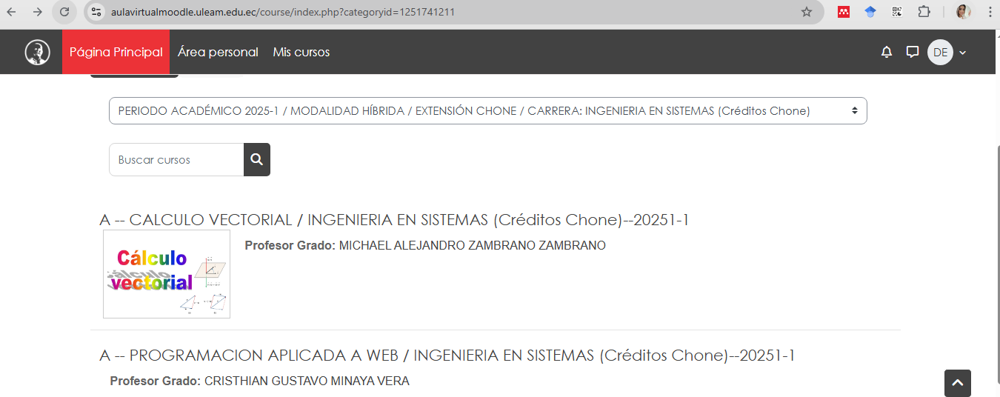 aulavirtualmoodle.uleam.edu.ec/course/index.php?categoryid=1251741211
Página Principal
Área personal
Mis cursos
DE
PERIODO ACADÉMICO 2025-1 / MODALIDAD HÍBRIDA / EXTENSIÓN CHONE / CARRERA: INGENIERIA EN SISTEMAS (Créditos Chone)
Buscar cursos
A -- CALCULO VECTORIAL / INGENIERIA EN SISTEMAS (Créditos Chone)--20251-1
Profesor Grado: MICHAEL ALEJANDRO ZAMBRANO ZAMBRANO
Cálculo
vectorial
A -- PROGRAMACION APLICADA A WEB / INGENIERIA EN SISTEMAS (Créditos Chone)--20251-1
Profesor Grado: CRISTHIAN GUSTAVO MINAYA VERA